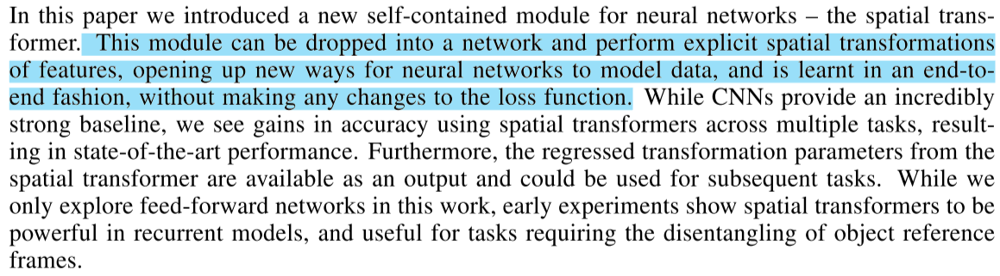 In this paper we introduced a new self-contained module for neural networks – the spatial trans-
former. This module can be dropped into a network and perform explicit spatial transformations
of features, opening up new ways for neural networks to model data, and is learnt in an end-to-
end fashion, without making any changes to the loss function. While CNNs provide an incredibly
strong baseline, we see gains in accuracy using spatial transformers across multiple tasks, result-
ing in state-of-the-art performance. Furthermore, the regressed transformation parameters from the
spatial transformer are available as an output and could be used for subsequent tasks. While we
only explore feed-forward networks in this work, early experiments show spatial transformers to be
powerful in recurrent models, and useful for tasks requiring the disentangling of object reference
frames.